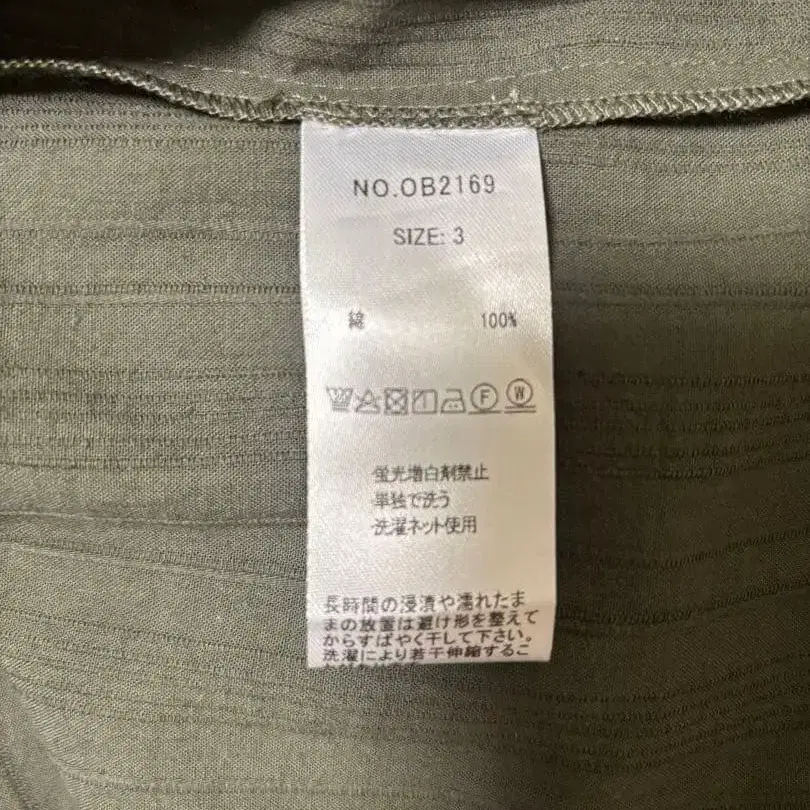 NO.OB2169
SIZE: 3
綿 100%
F W
蛍光増白剤禁止
単独で洗う
洗濯ネット使用
長時間の浸漬や濡れたま
まの放置は避け形を整えて
からすばやく干して下さい。
洗濯により若干伸縮するこ